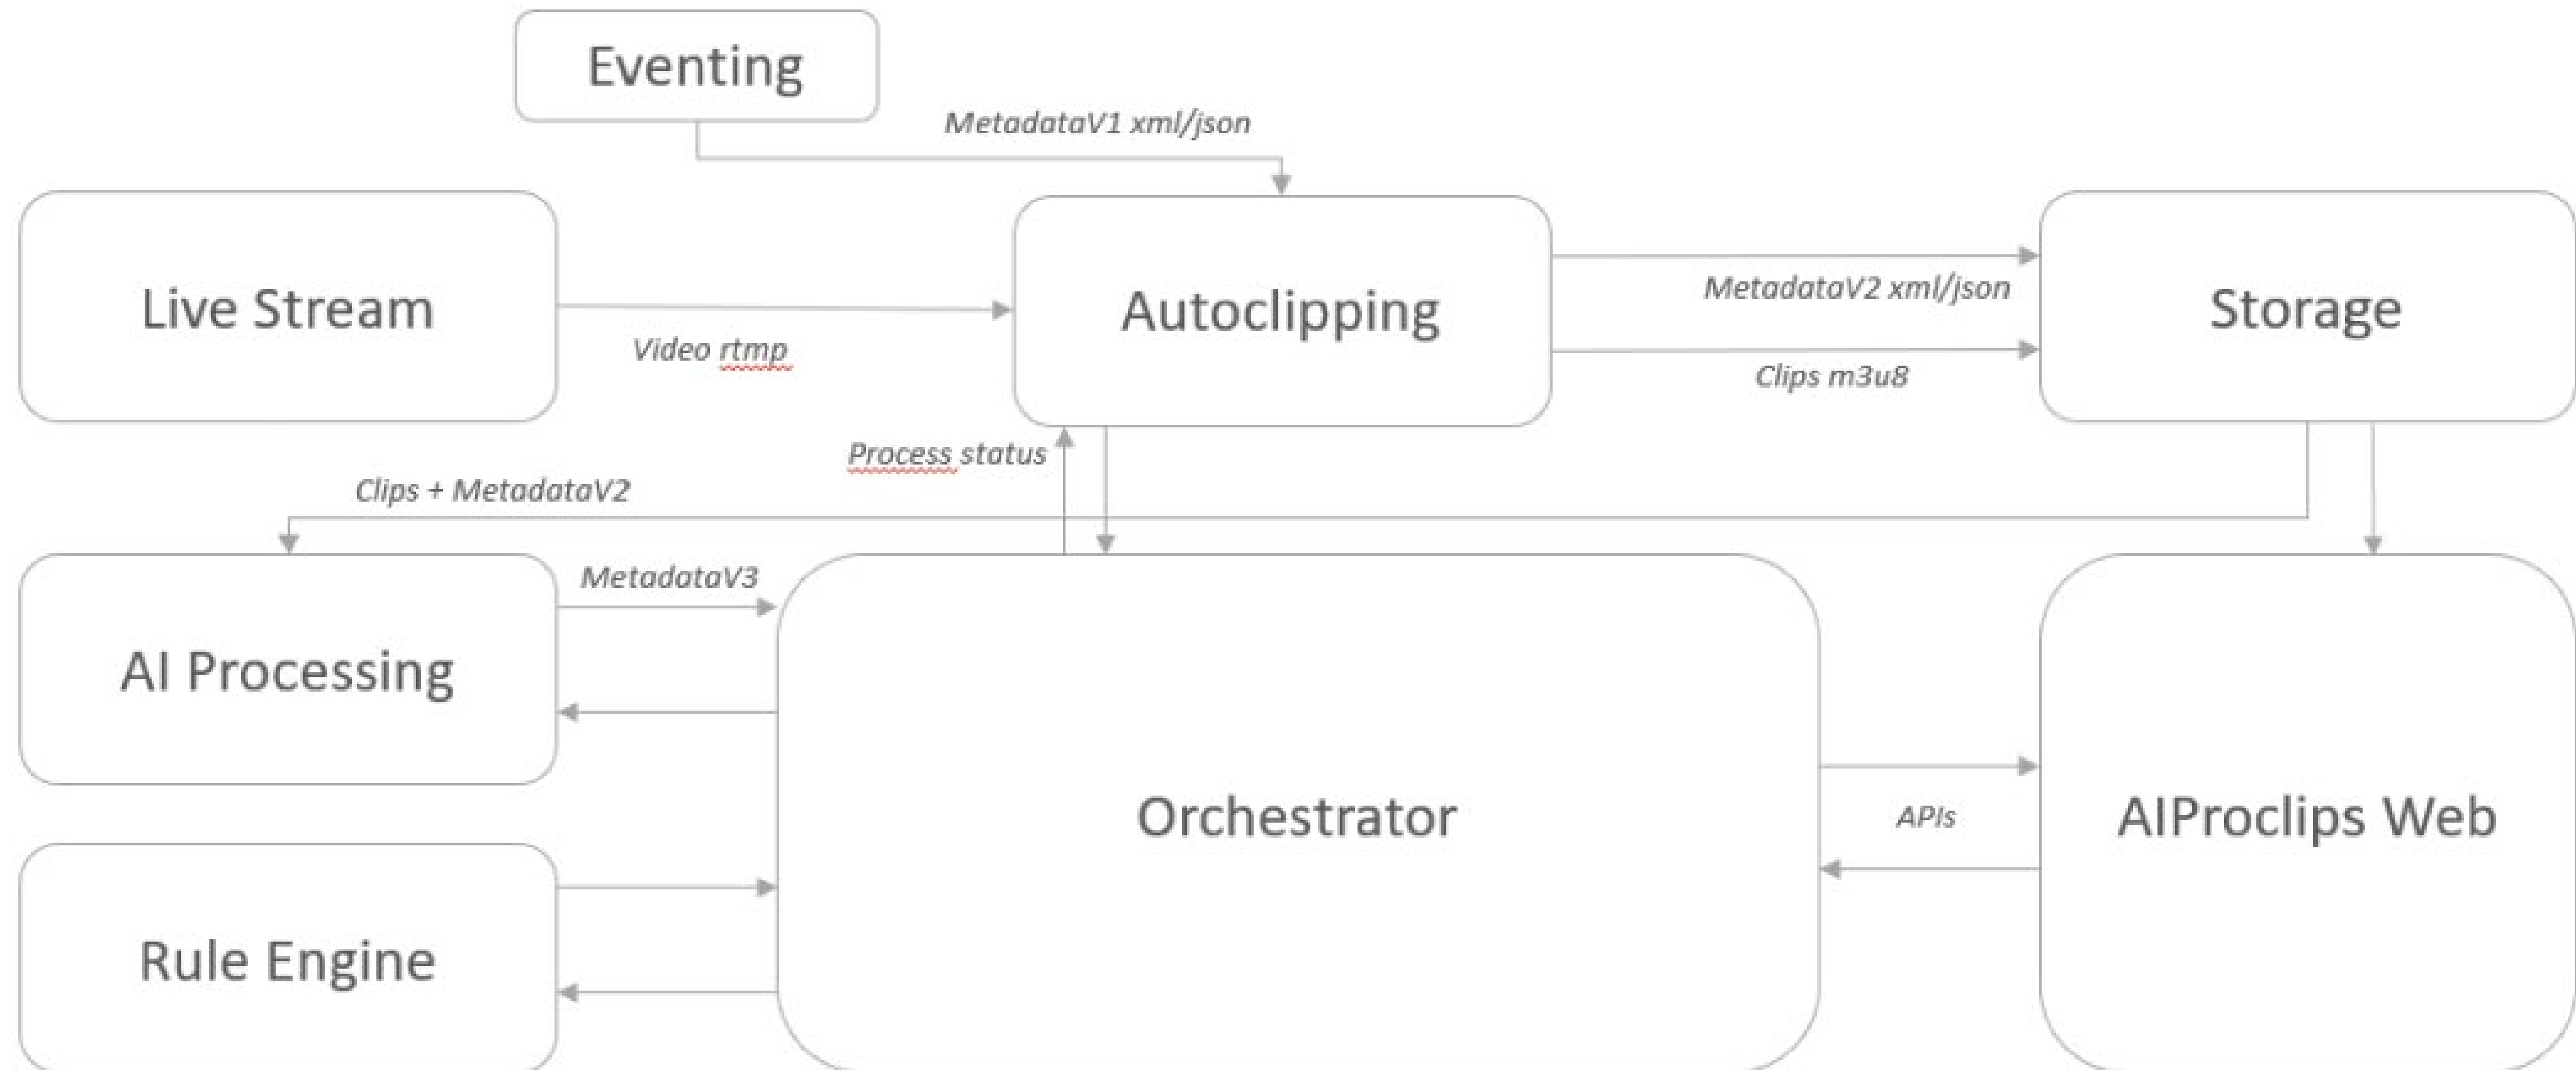 Eventing
MetadataV1 xml/json
Live Stream
Video rtmp
Autoclipping
MetadataV2 xml/json
Clips m3u8
Storage
Process status
Clips + MetadataV2
AI Processing
MetadataV3
Orchestrator
APIs
AIProclips Web
Rule Engine